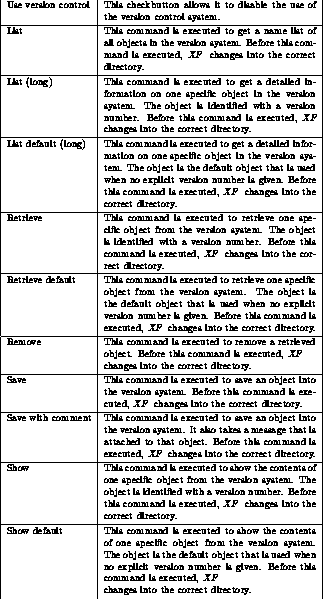 Use version control This checkbutton allows it to disable the use of
the version control system.
List This command is executed to get a name list of
all objects in the version system. Before this com-
mand is executed, XF changes into the correct
directory.
List (long) This command is executed to get a detailed in-
formation on one specific object in the version
system. The object is identified with a version
number. Before this command is executed, XF
changes into the correct directory.
List default (long) This command is executed to get a detailed infor-
mation on one specific object in the version sys-
tem. The object is the default object that is used
when no explicit version number is given. Before
this command is executed, XF changes into the
correct directory.
Retrieve This command is executed to retrieve one spe-
cific object from the version system. The object
is identified with a version number. Before this
command is executed, XF changes into the cor-
rect directory.
Retrieve default This command is executed to retrieve one specific
object from the version system. The object is
the default object that is used when no explicit
version number is given. Before this command is
executed, XF changes into the correct directory.
Remove This command is executed to remove a retrieved
object. Before this command is executed, XF
changes into the correct directory.
Save This command is executed to save an object into
the version system. Before this command is exe-
cuted, XF changes into the correct directory.
Save with comment This command is executed to save an object into
the version system. It also takes a message that is
attached to that object. Before this command is
executed, XF changes into the correct directory.
Show This command is executed to show the contents of
one specific object from the version system. The
object is identified with a version number. Before
this command is executed, XF changes into the
correct directory.
Show default This command is executed to show the contents
of one specific object from the version system.
The object is the default object that is used when
no explicit version number is given. Before this
command is executed, XF
changes into the correct directory.